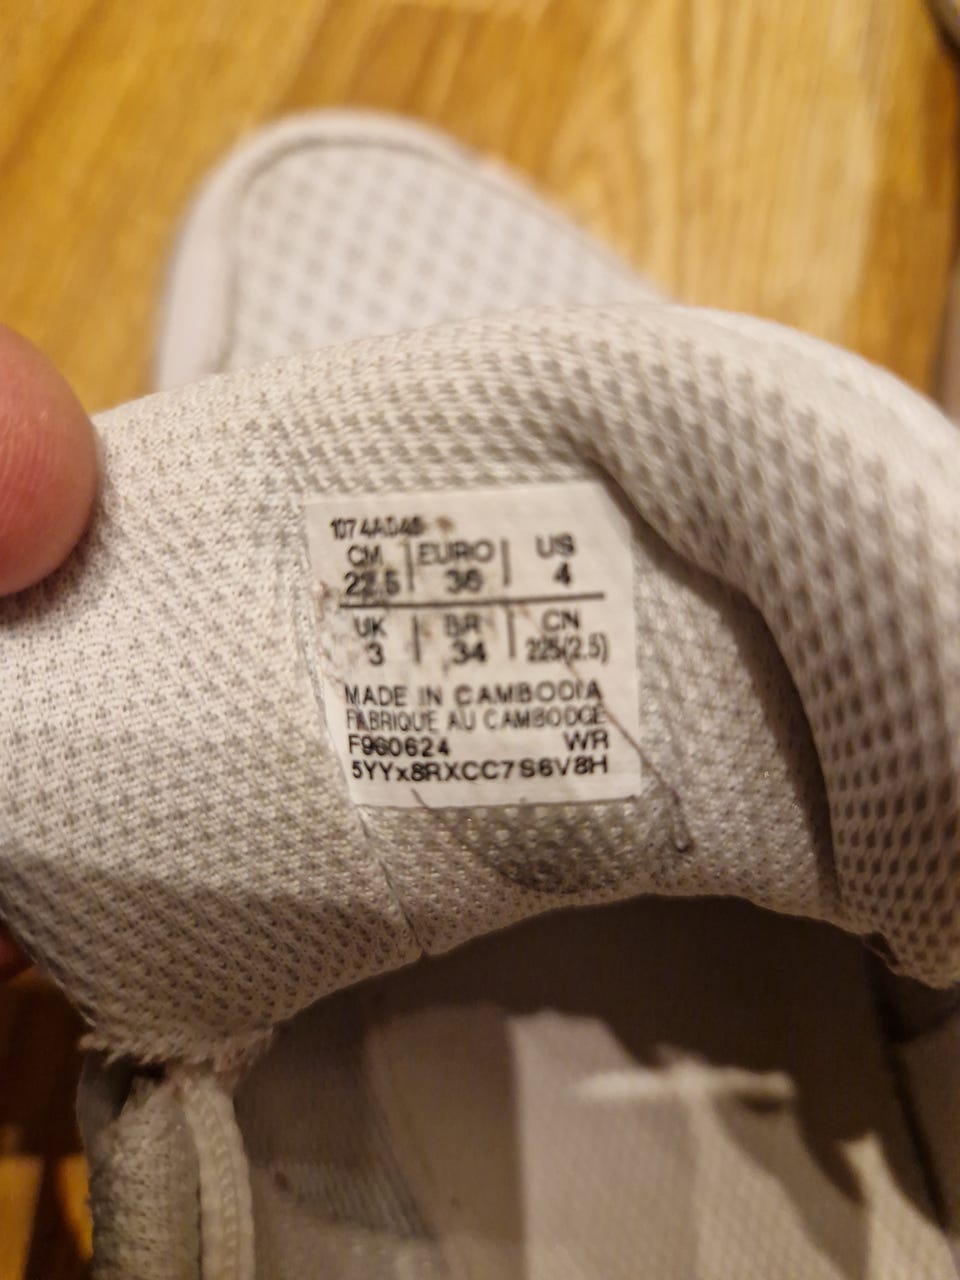 1074A046
CM EURO US
22.5 36 4
UK BR CN
3 34 225(2.5)
MADE IN CAMBODIA
FABRIQUE AU CAMBODGE
F960624 WR
5YYx8RXCC7S6V8H